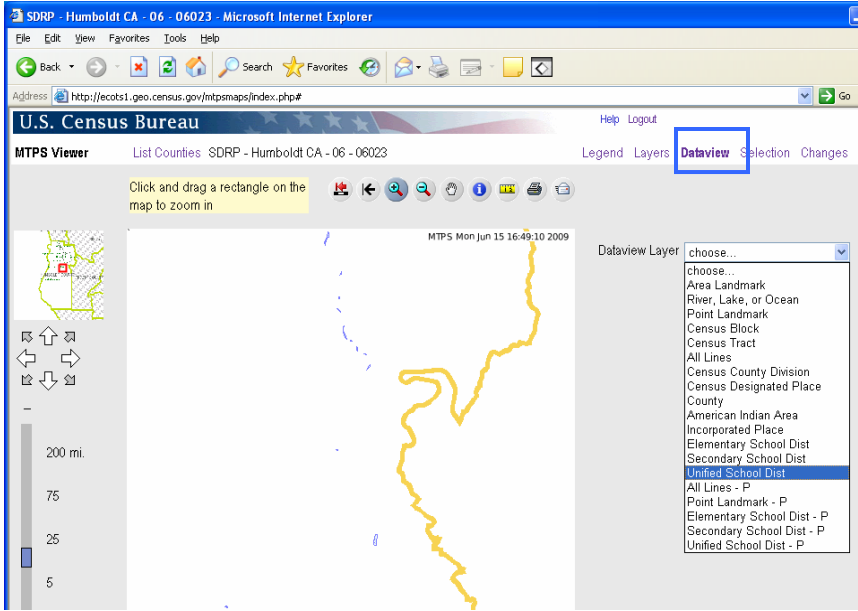 SDRP - Humboldt CA - 06 - 06023 - Microsoft Internet Explorer
File Edit View Favorites Tools Help
Back Search Favorites
Address http://ecots1.geo.census.gov/mtpsmaps/index.php# Go
U.S. Census Bureau Help Logout
MTPS Viewer List Counties SDRP - Humboldt CA - 06 - 06023 Legend Layers Dataview Selection Changes
Click and drag a rectangle on the
map to zoom in
MTPS Mon Jun 15 16:49:10 2009
Dataview Layer choose...
choose...
Area Landmark
River, Lake, or Ocean
Point Landmark
Census Block
Census Tract
All Lines
Census County Division
Census Designated Place
County
American Indian Area
Incorporated Place
Elementary School Dist
Secondary School Dist
Unified School Dist
All Lines - P
Point Landmark - P
Elementary School Dist - P
Secondary School Dist - P
Unified School Dist - P
200 mi.
75
25
5